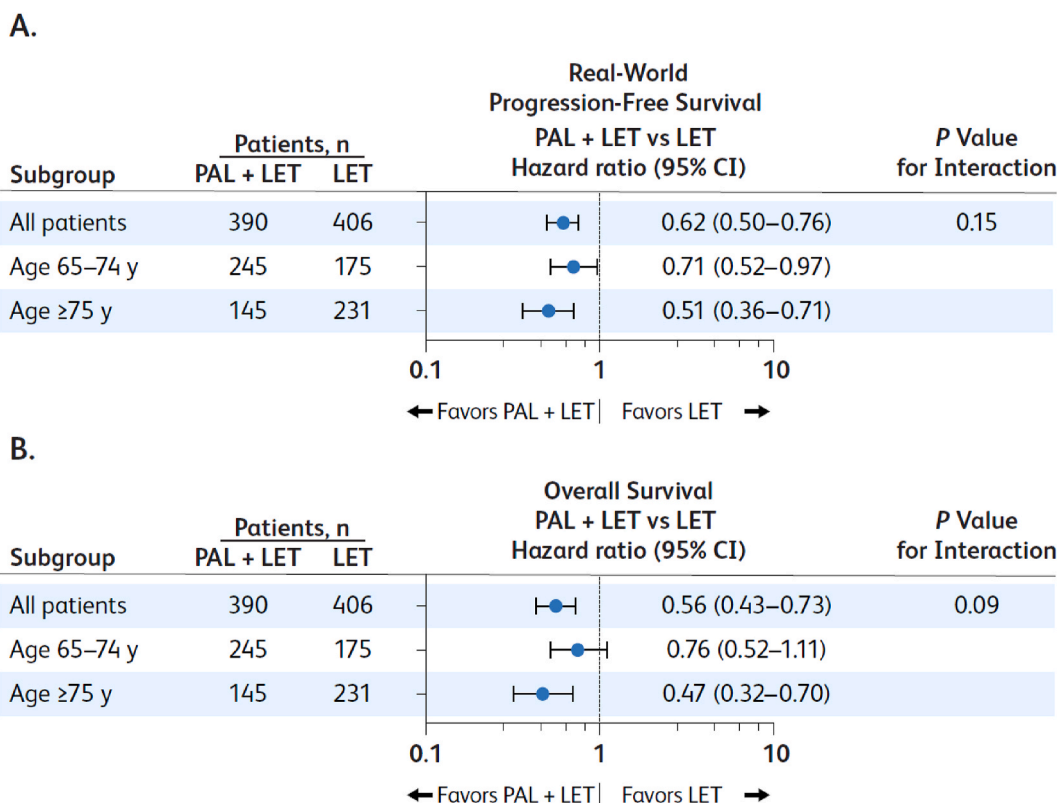 A.
Real-World
Progression-Free Survival
Patients, n PAL + LET vs LET P Value
Subgroup PAL + LET LET Hazard ratio (95% CI) for Interaction
All patients 390 406 0.62 (0.50–0.76) 0.15
Age 65–74 y 245 175 0.71 (0.52–0.97)
Age ≥75 y 145 231 0.51 (0.36–0.71)
0.1 1 10
Favors PAL + LET Favors LET
B.
Overall Survival
Patients, n PAL + LET vs LET P Value
Subgroup PAL + LET LET Hazard ratio (95% CI) for Interaction
All patients 390 406 0.56 (0.43–0.73) 0.09
Age 65–74 y 245 175 0.76 (0.52–1.11)
Age ≥75 y 145 231 0.47 (0.32–0.70)
0.1 1 10
Favors PAL + LET Favors LET